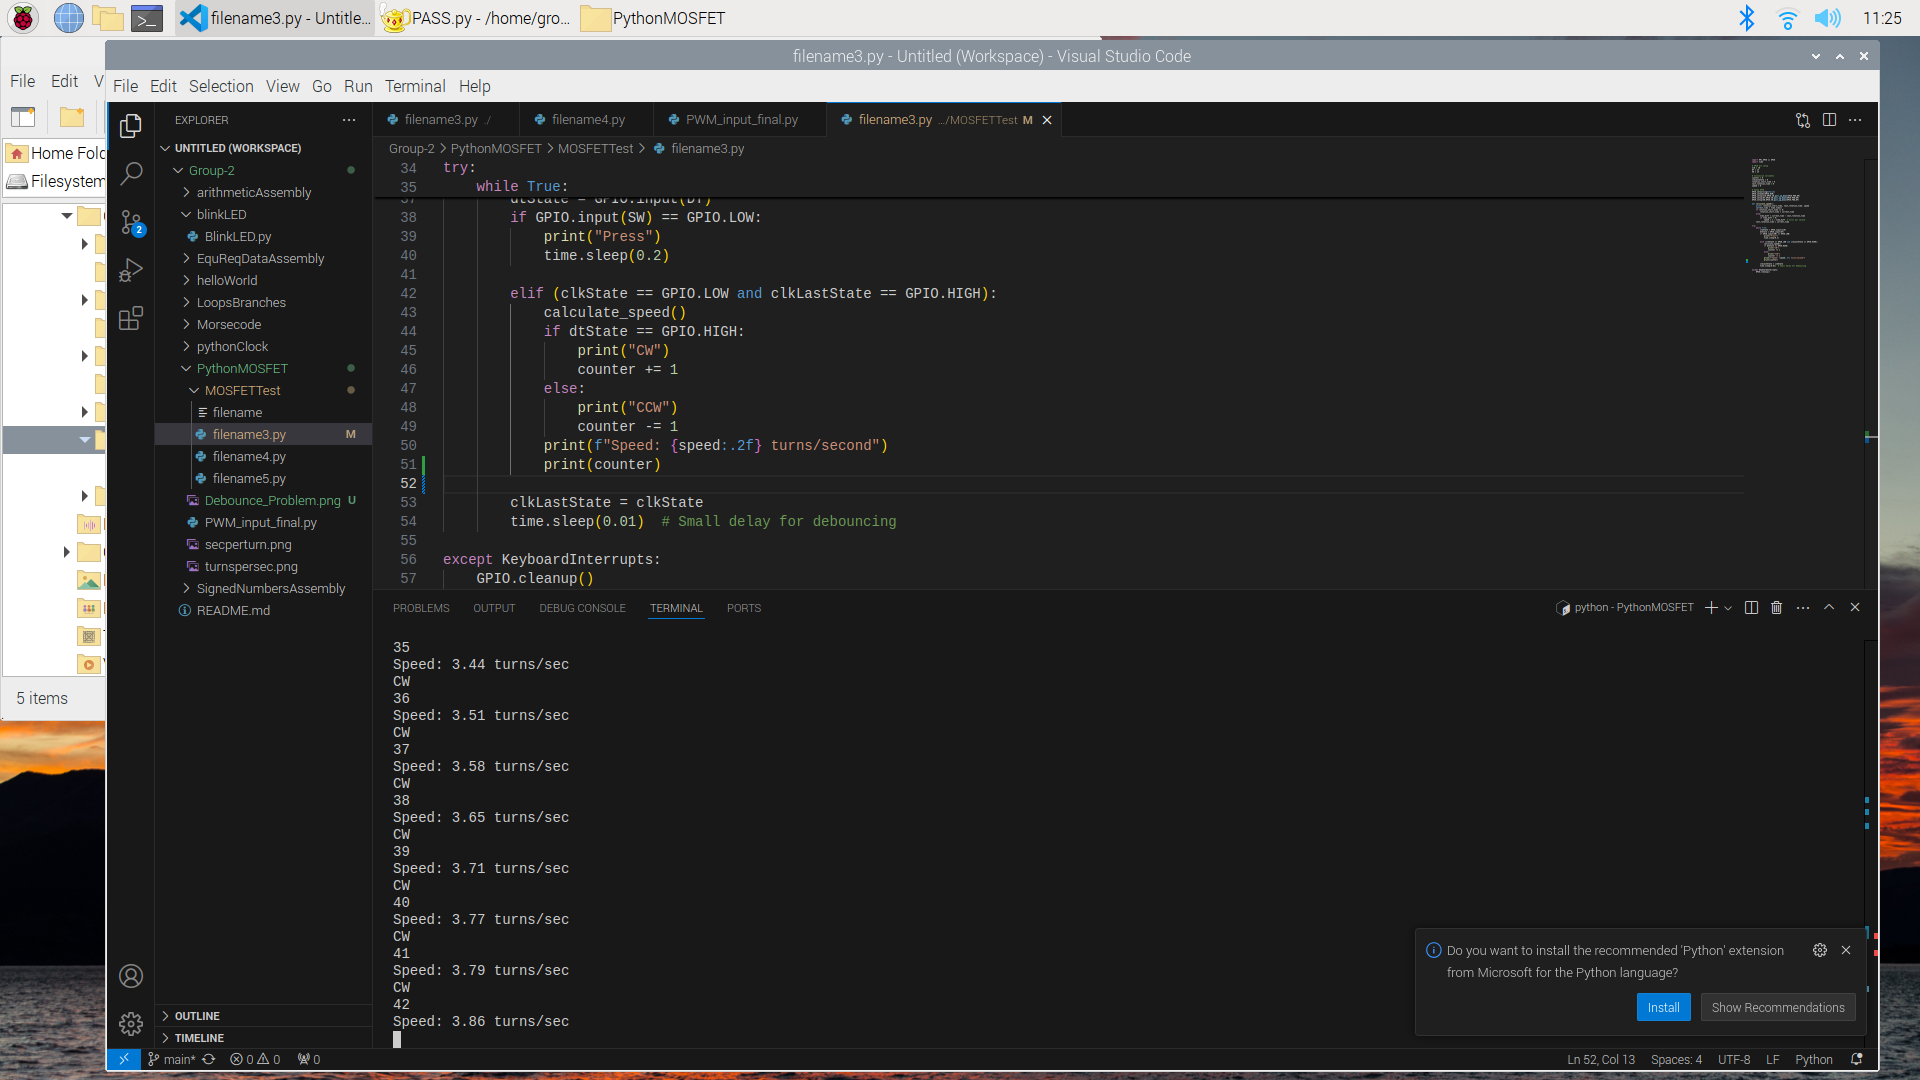 filename3.py - Untitle...
PASS.py - /home/gro...
PythonMOSFET
11:25
filename3.py - Untitled (Workspace) - Visual Studio Code
File Edit V
File Edit Selection View Go Run Terminal Help
Home Fold
Filesystem
5 items
EXPLORER
UNTITLED (WORKSPACE)
Group-2
arithmeticAssembly
blinkLED
BlinkLED.py
EquReqDataAssembly
helloWorld
LoopsBranches
Morsecode
pythonClock
PythonMOSFET
MOSFETTest
filename
filename3.py M
filename4.py
filename5.py
Debounce_Problem.png U
PWM_input_final.py
secperturn.png
turnspersec.png
SignedNumbersAssembly
README.md
OUTLINE
TIMELINE
2
filename3.py ./
filename4.py
PWM_input_final.py
filename3.py .../MOSFETTest M
Group-2 > PythonMOSFET > MOSFETTest > filename3.py
34 try:
35 while True:
37 dtState = GPIO.input(DT)
38 if GPIO.input(SW) == GPIO.LOW:
39 print("Press")
40 time.sleep(0.2)
41
42 elif (clkState == GPIO.LOW and clkLastState == GPIO.HIGH):
43 calculate_speed()
44 if dtState == GPIO.HIGH:
45 print("CW")
46 counter += 1
47 else:
48 print("CCW")
49 counter -= 1
50 print(f"Speed: {speed:.2f} turns/second")
51 print(counter)
52
53 clkLastState = clkState
54 time.sleep(0.01) # Small delay for debouncing
55
56 except KeyboardInterrupts:
57 GPIO.cleanup()
PROBLEMS OUTPUT DEBUG CONSOLE TERMINAL PORTS
python - PythonMOSFET
35
Speed: 3.44 turns/sec
CW
36
Speed: 3.51 turns/sec
CW
37
Speed: 3.58 turns/sec
CW
38
Speed: 3.65 turns/sec
CW
39
Speed: 3.71 turns/sec
CW
40
Speed: 3.77 turns/sec
CW
41
Speed: 3.79 turns/sec
CW
42
Speed: 3.86 turns/sec
Do you want to install the recommended 'Python' extension
from Microsoft for the Python language?
Install
Show Recommendations
main* 0 0 0
Ln 52, Col 13 Spaces: 4 UTF-8 LF Python